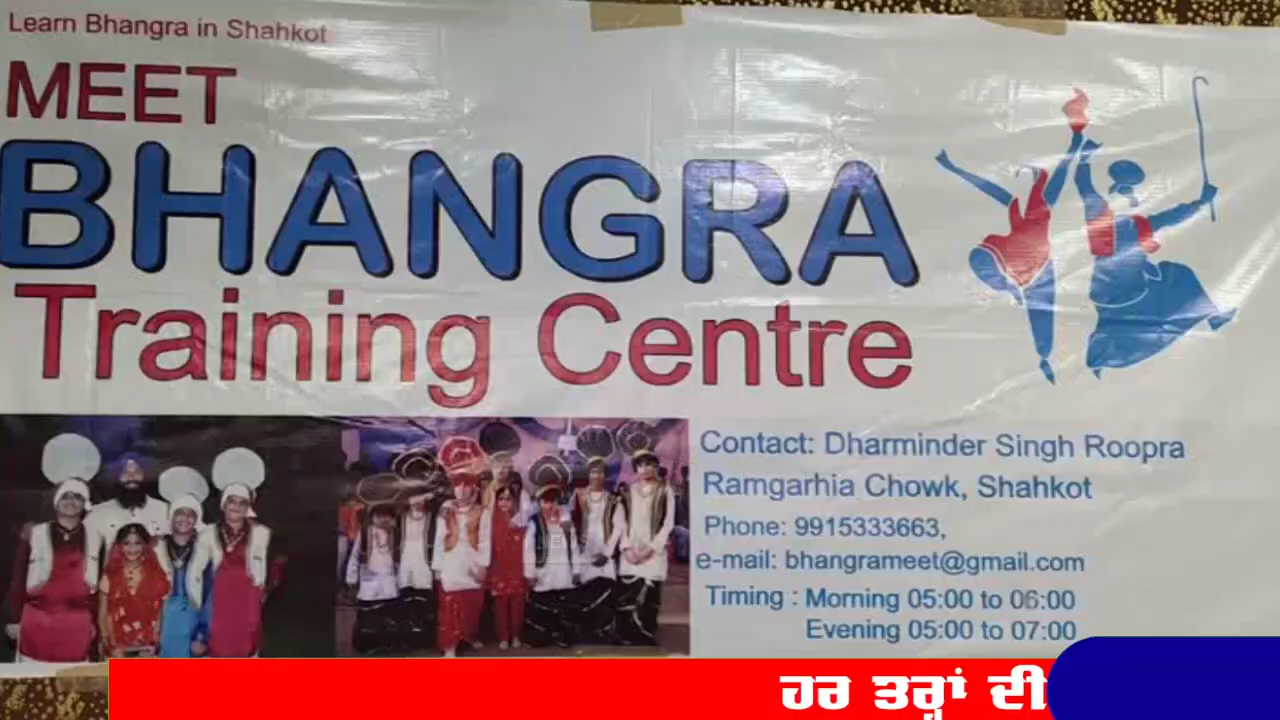 Learn Bhangra in Shahkot
MEET
BHANGRA
Training Centre
Contact: Dharminder Singh Roopra
Ramgarhia Chowk, Shahkot
Phone: 9915333663,
e-mail: bhangrameet@gmail.com
Timing : Morning 05:00 to 06:00
Evening 05:00 to 07:00
ਹਰ ਤਰ੍ਹਾਂ ਦੀ